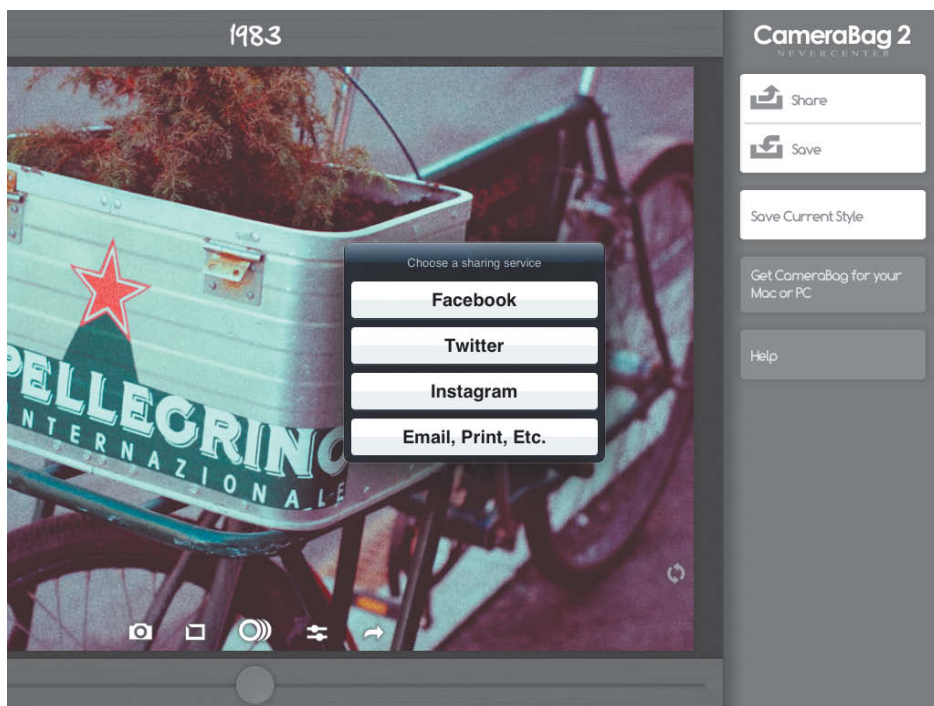 1983
CameraBag 2
NEVERCENTER
Share
Save
Save Current Style
Get CameraBag for your
Mac or PC
Help
Choose a sharing service
Facebook
Twitter
Instagram
Email, Print, Etc.
PELLEGRINO
INTERNAZIONALE